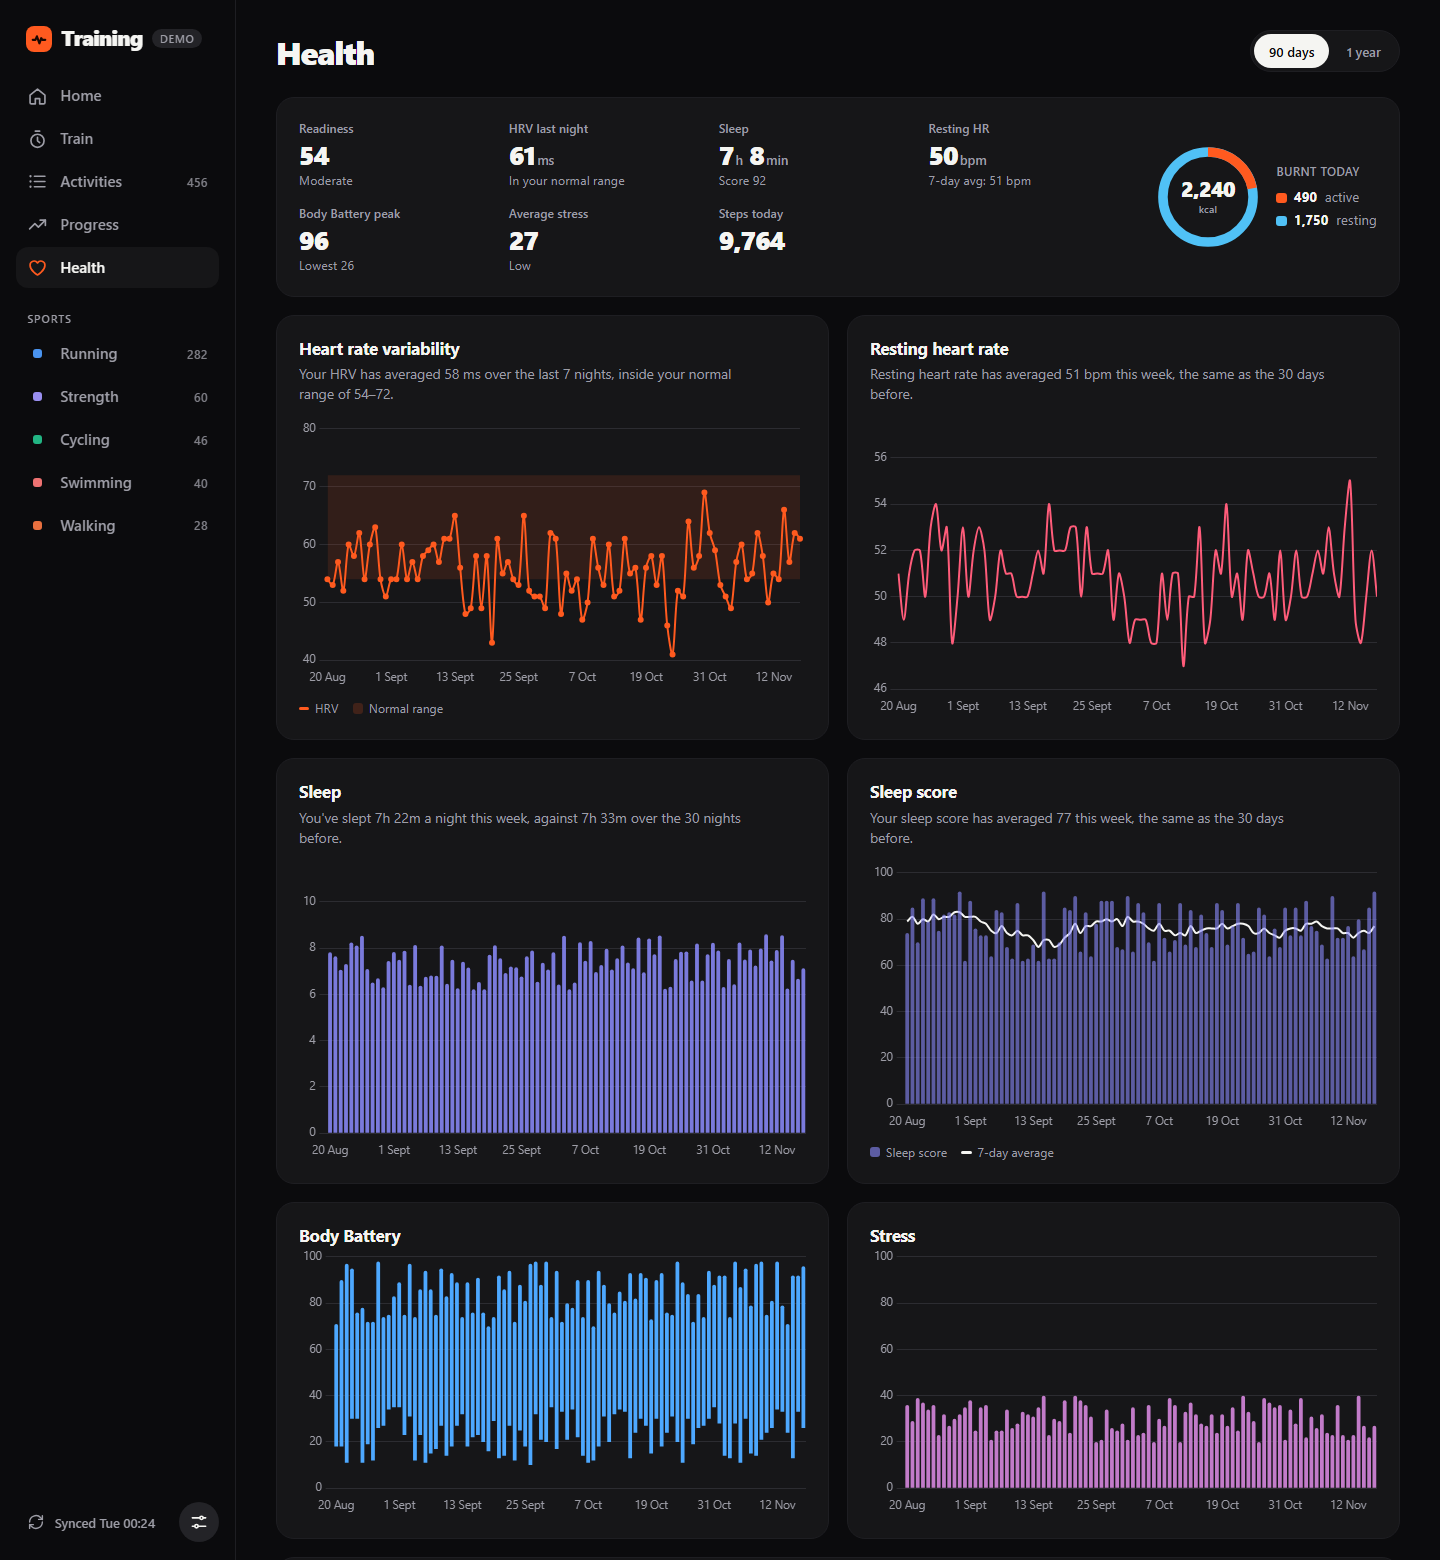 Training DEMO
Home
Train
Activities 456
Progress
Health
SPORTS
Running 282
Strength 60
Cycling 46
Swimming 40
Walking 28
Synced Tue 00:24
Health
90 days 1 year
Readiness
54
Moderate
HRV last night
61 ms
In your normal range
Sleep
7 h 8 min
Score 92
Resting HR
50 bpm
7-day avg: 51 bpm
Body Battery peak
96
Lowest 26
Average stress
27
Low
Steps today
9,764
2,240
kcal
BURNT TODAY
490 active
1,750 resting
Heart rate variability
Your HRV has averaged 58 ms over the last 7 nights, inside your normal
range of 54–72.
80
70
60
50
40
20 Aug 1 Sept 13 Sept 25 Sept 7 Oct 19 Oct 31 Oct 12 Nov
HRV Normal range
Resting heart rate
Resting heart rate has averaged 51 bpm this week, the same as the 30 days
before.
56
54
52
50
48
46
20 Aug 1 Sept 13 Sept 25 Sept 7 Oct 19 Oct 31 Oct 12 Nov
Sleep
You've slept 7h 22m a night this week, against 7h 33m over the 30 nights
before.
10
8
6
4
2
0
20 Aug 1 Sept 13 Sept 25 Sept 7 Oct 19 Oct 31 Oct 12 Nov
Sleep score
Your sleep score has averaged 77 this week, the same as the 30 days
before.
100
80
60
40
20
0
20 Aug 1 Sept 13 Sept 25 Sept 7 Oct 19 Oct 31 Oct 12 Nov
Sleep score 7-day average
Body Battery
100
80
60
40
20
0
20 Aug 1 Sept 13 Sept 25 Sept 7 Oct 19 Oct 31 Oct 12 Nov
Stress
100
80
60
40
20
0
20 Aug 1 Sept 13 Sept 25 Sept 7 Oct 19 Oct 31 Oct 12 Nov